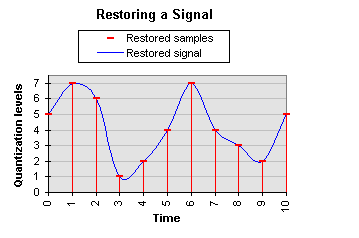 Restoring a Signal
Restored samples
Restored signal
Quantization levels
7
6
5
4
3
2
1
0
0 1 2 3 4 5 6 7 8 9 10
Time